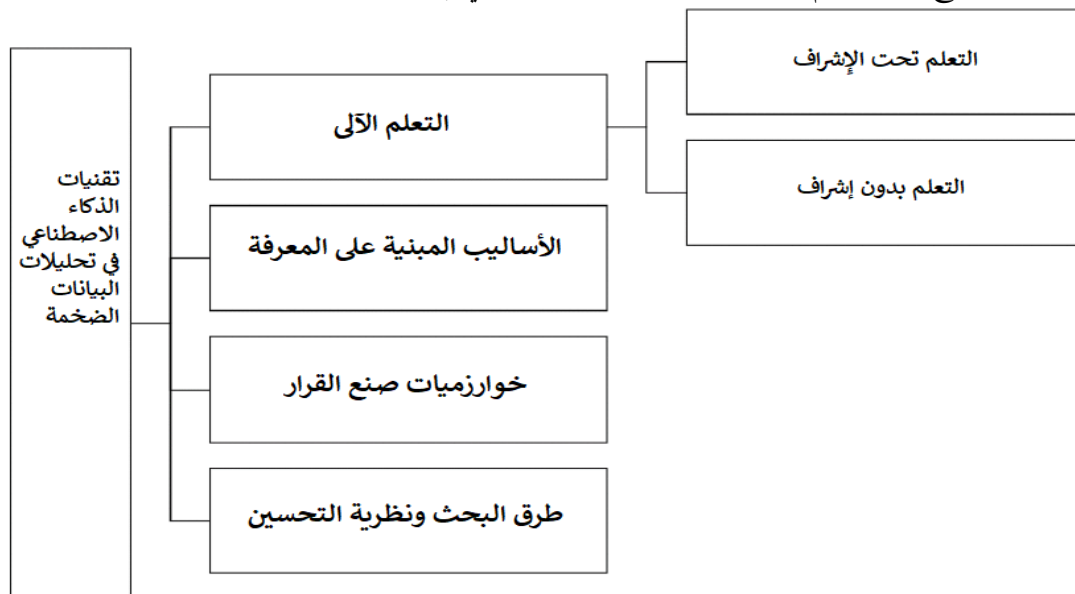 تقنيات
الذكاء
الاصطناعي
في تحليلات
البيانات
الضخمة
التعلم الآلى
الأساليب المبنية على المعرفة
خوارزميات صنع القرار
طرق البحث ونظرية التحسين
التعلم تحت الإشراف
التعلم بدون إشراف